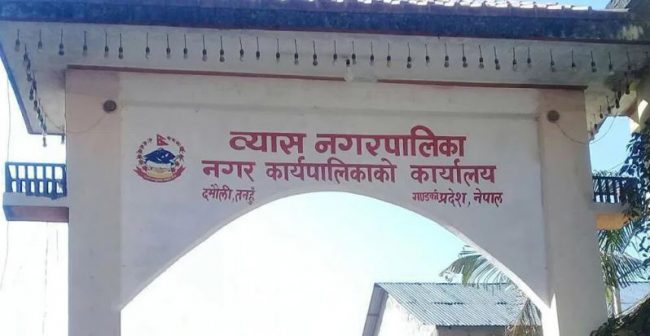 व्यास नगरपालिका
नगर कार्यपालिकाको कार्यालय
दमौली, तनहुँ गण्डकी प्रदेश, नेपाल